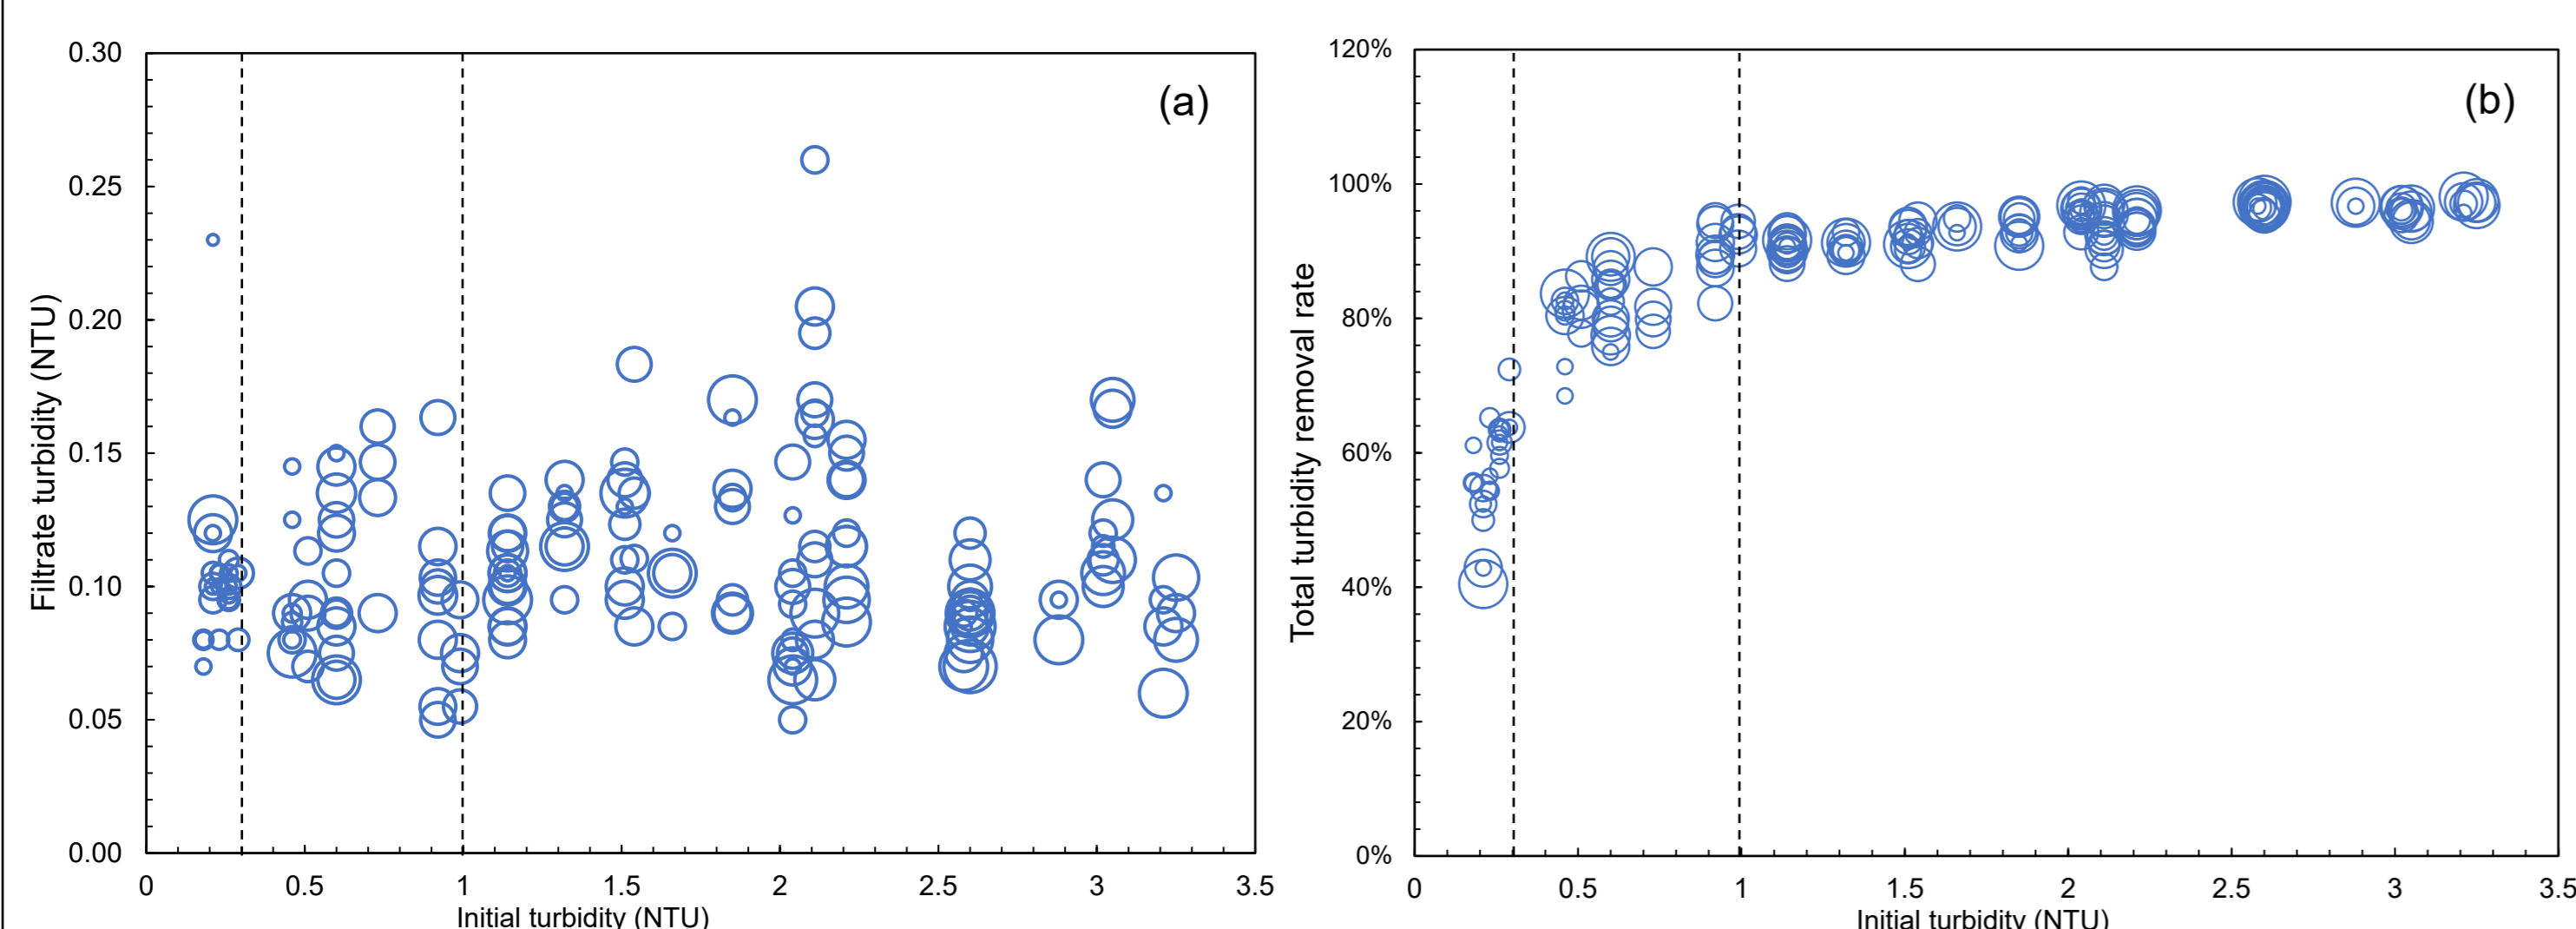 (a)
0.30
0.25
0.20
0.15
0.10
0.05
0.00
Filtrate turbidity (NTU)
0 0.5 1 1.5 2 2.5 3 3.5
Initial turbidity (NTU)
(b)
120%
100%
80%
60%
40%
20%
0%
Total turbidity removal rate
0 0.5 1 1.5 2 2.5 3 3.5
Initial turbidity (NTU)